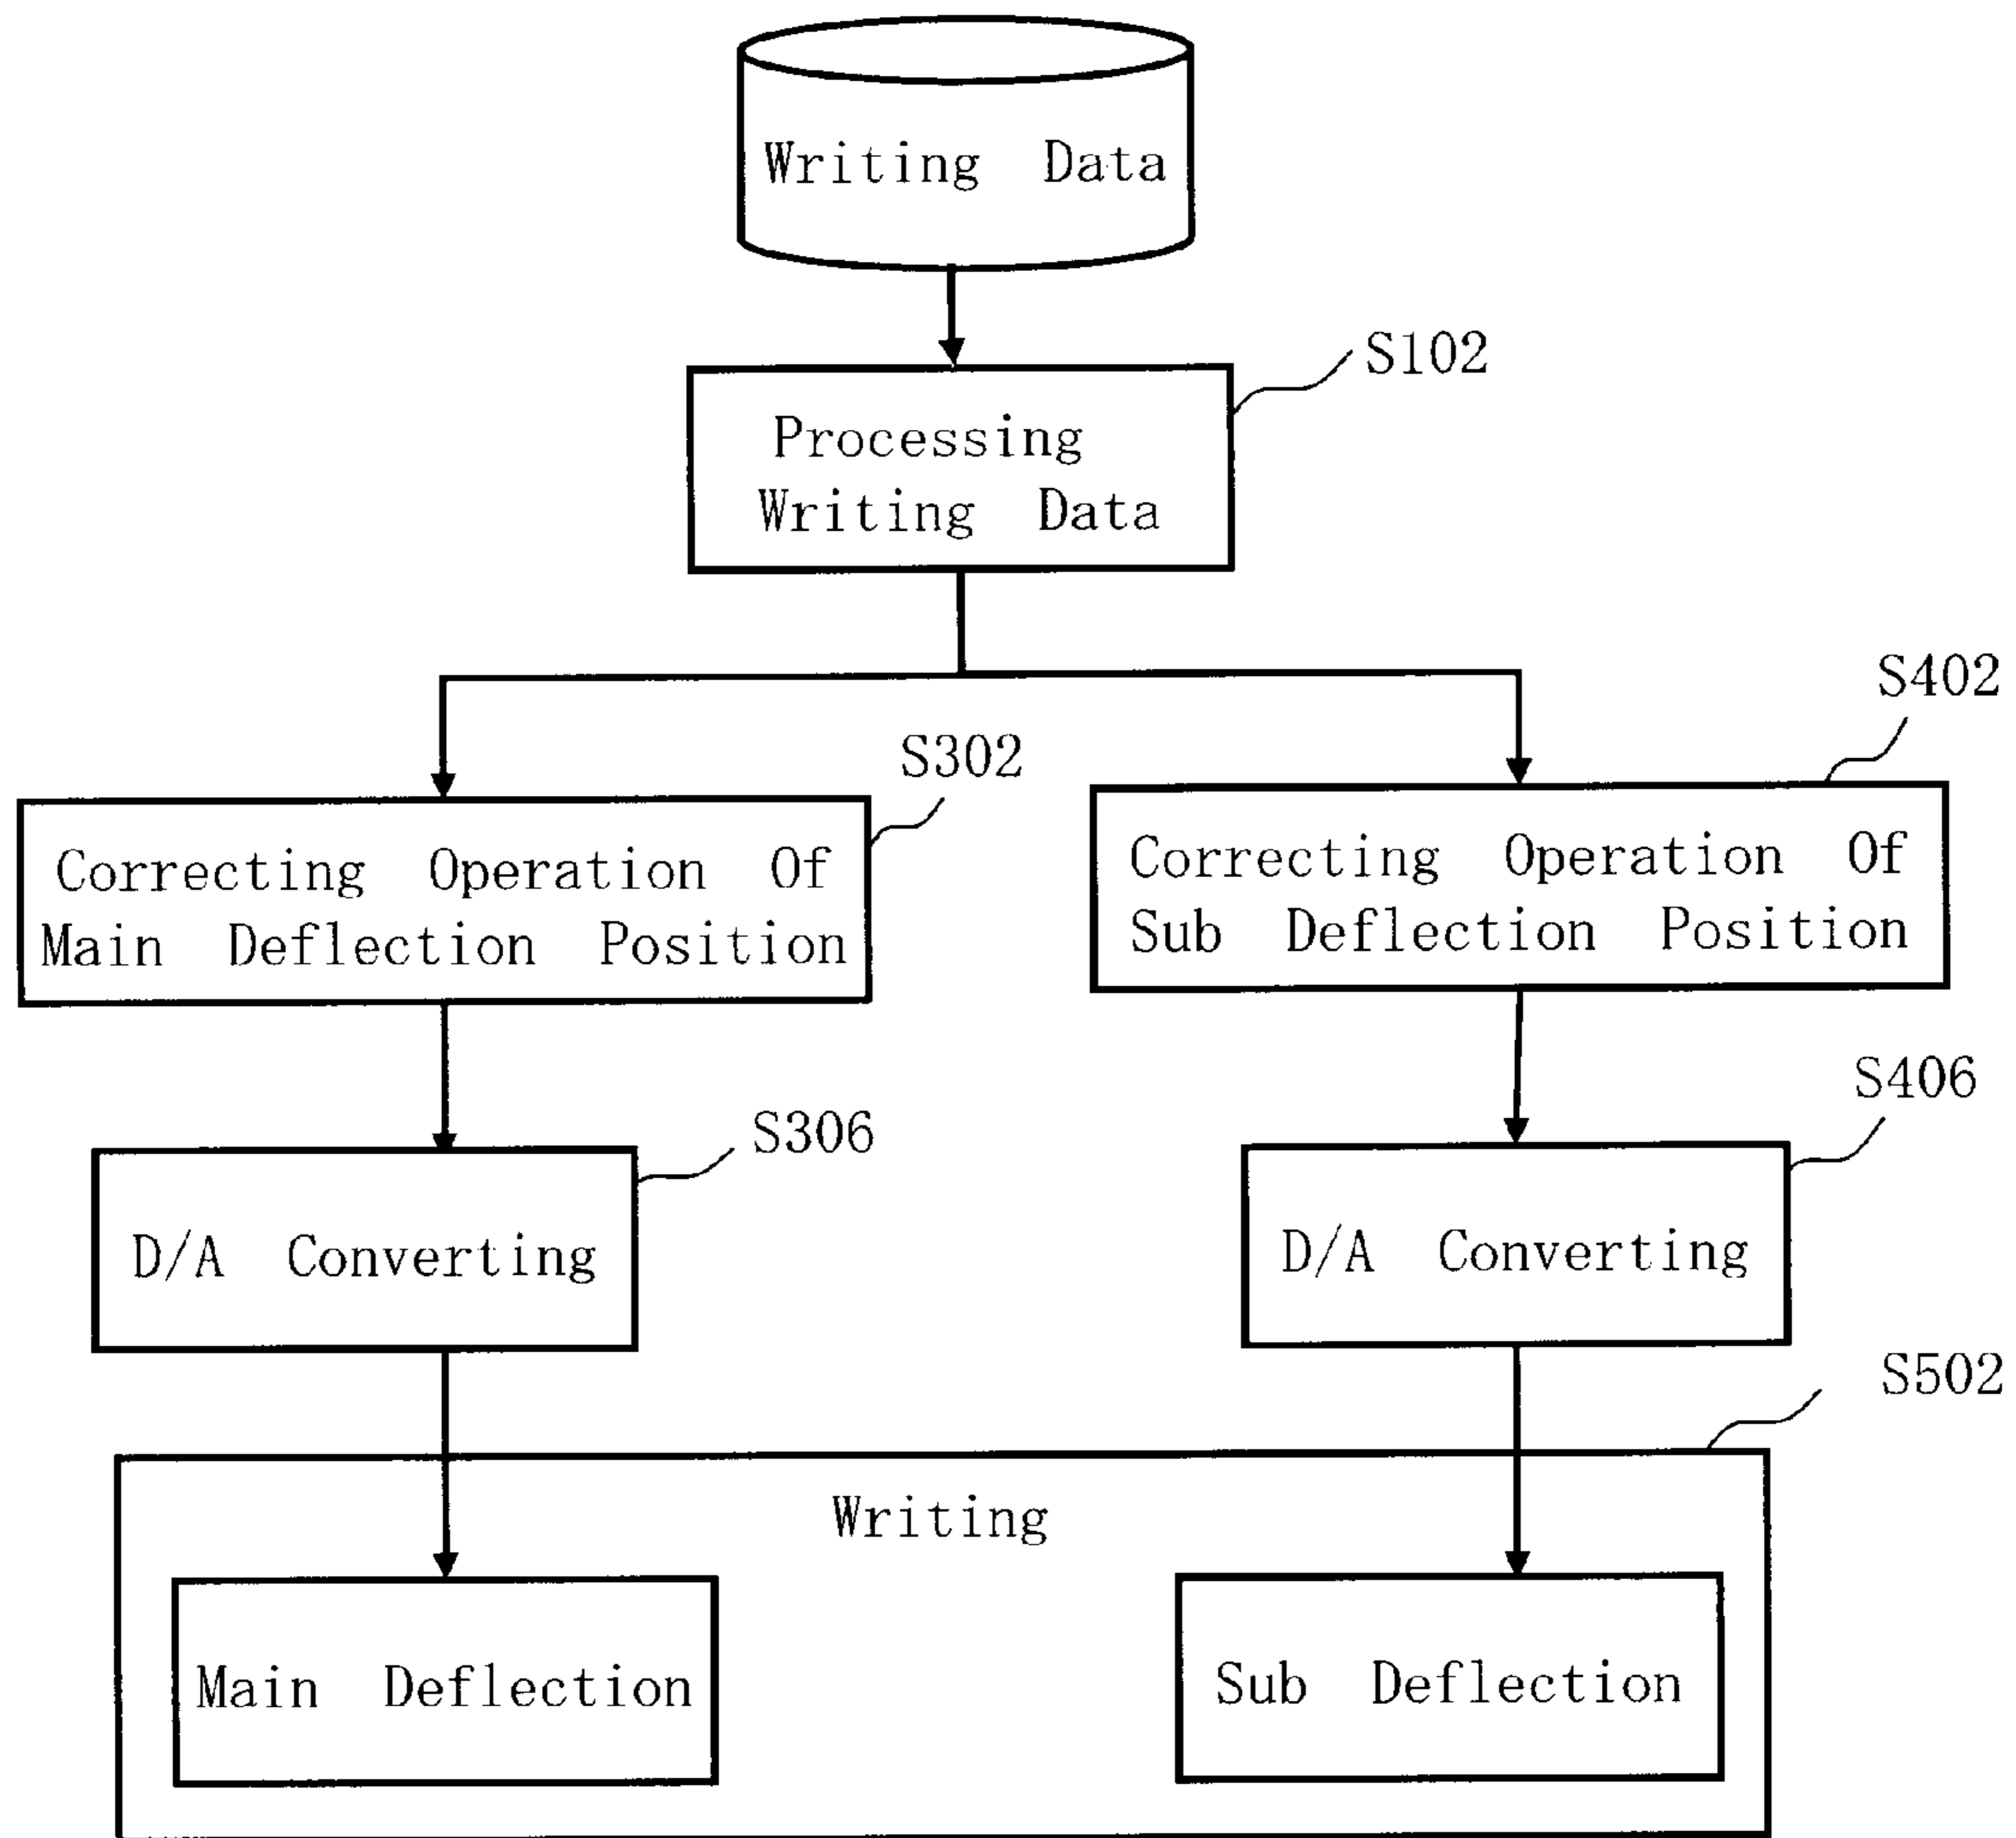 Writing Data
S102
Processing
Writing Data
S402
S302
Correcting Operation Of
Main Deflection Position
Correcting Operation Of
Sub Deflection Position
S406
S306
D/A Converting
D/A Converting
S502
Writing
Main Deflection
Sub Deflection